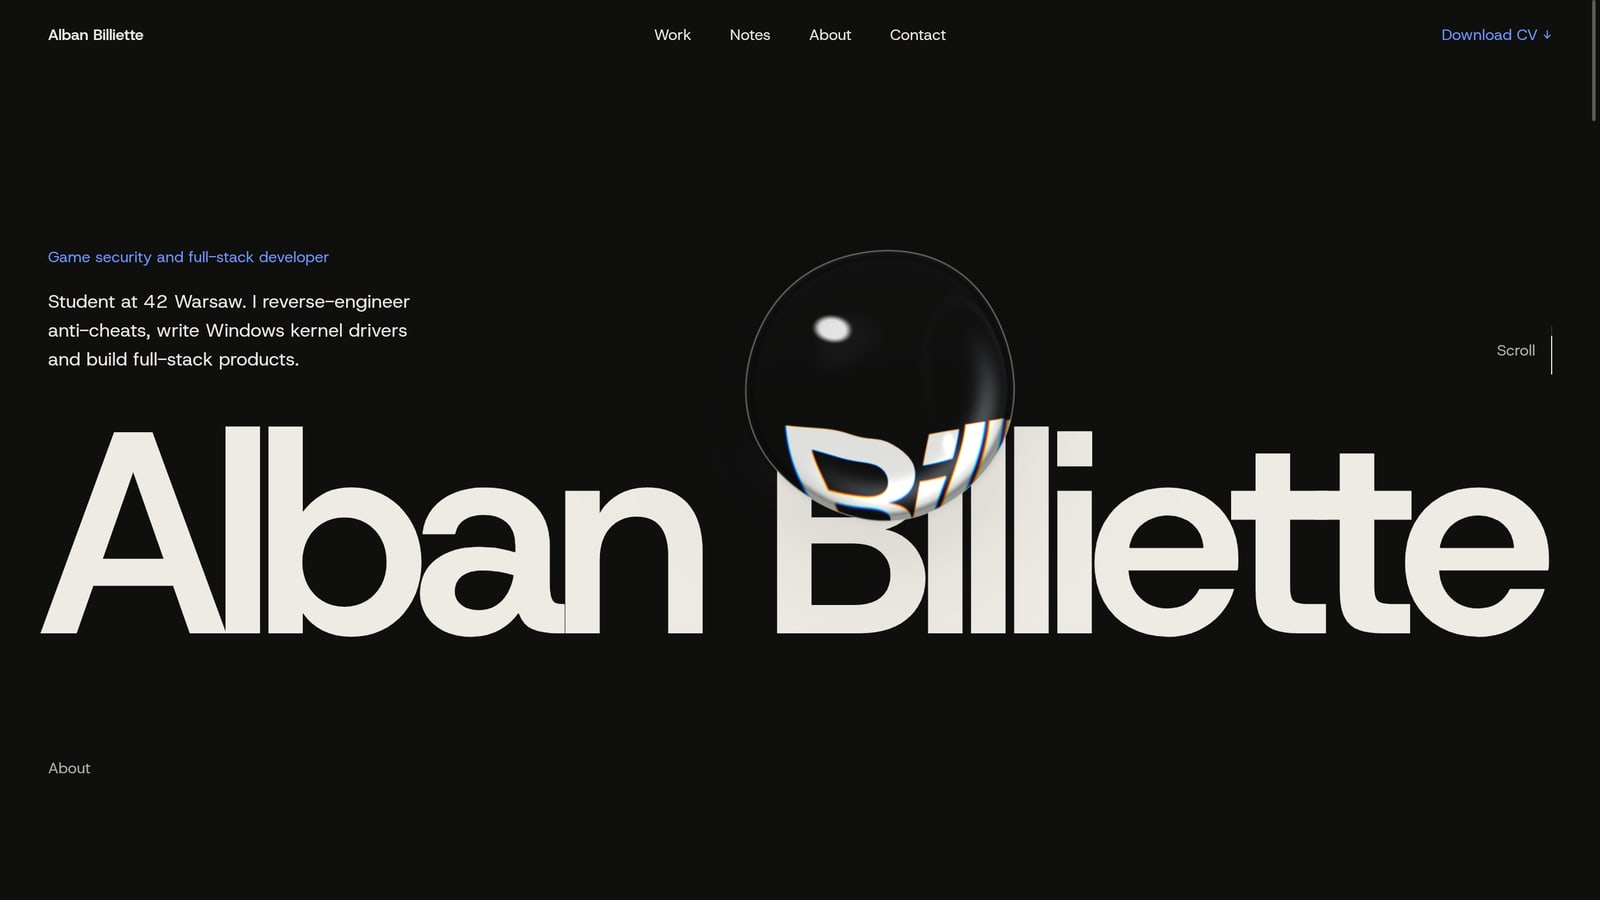 Alban Billiette
Work
Notes
About
Contact
Download CV ↓
Game security and full-stack developer
Student at 42 Warsaw. I reverse-engineer
anti-cheats, write Windows kernel drivers
and build full-stack products.
Scroll
Alban Billiette
About